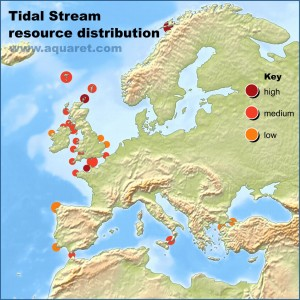 Tidal Stream
resource distribution
www.aquaret.com
Key
high
medium
low